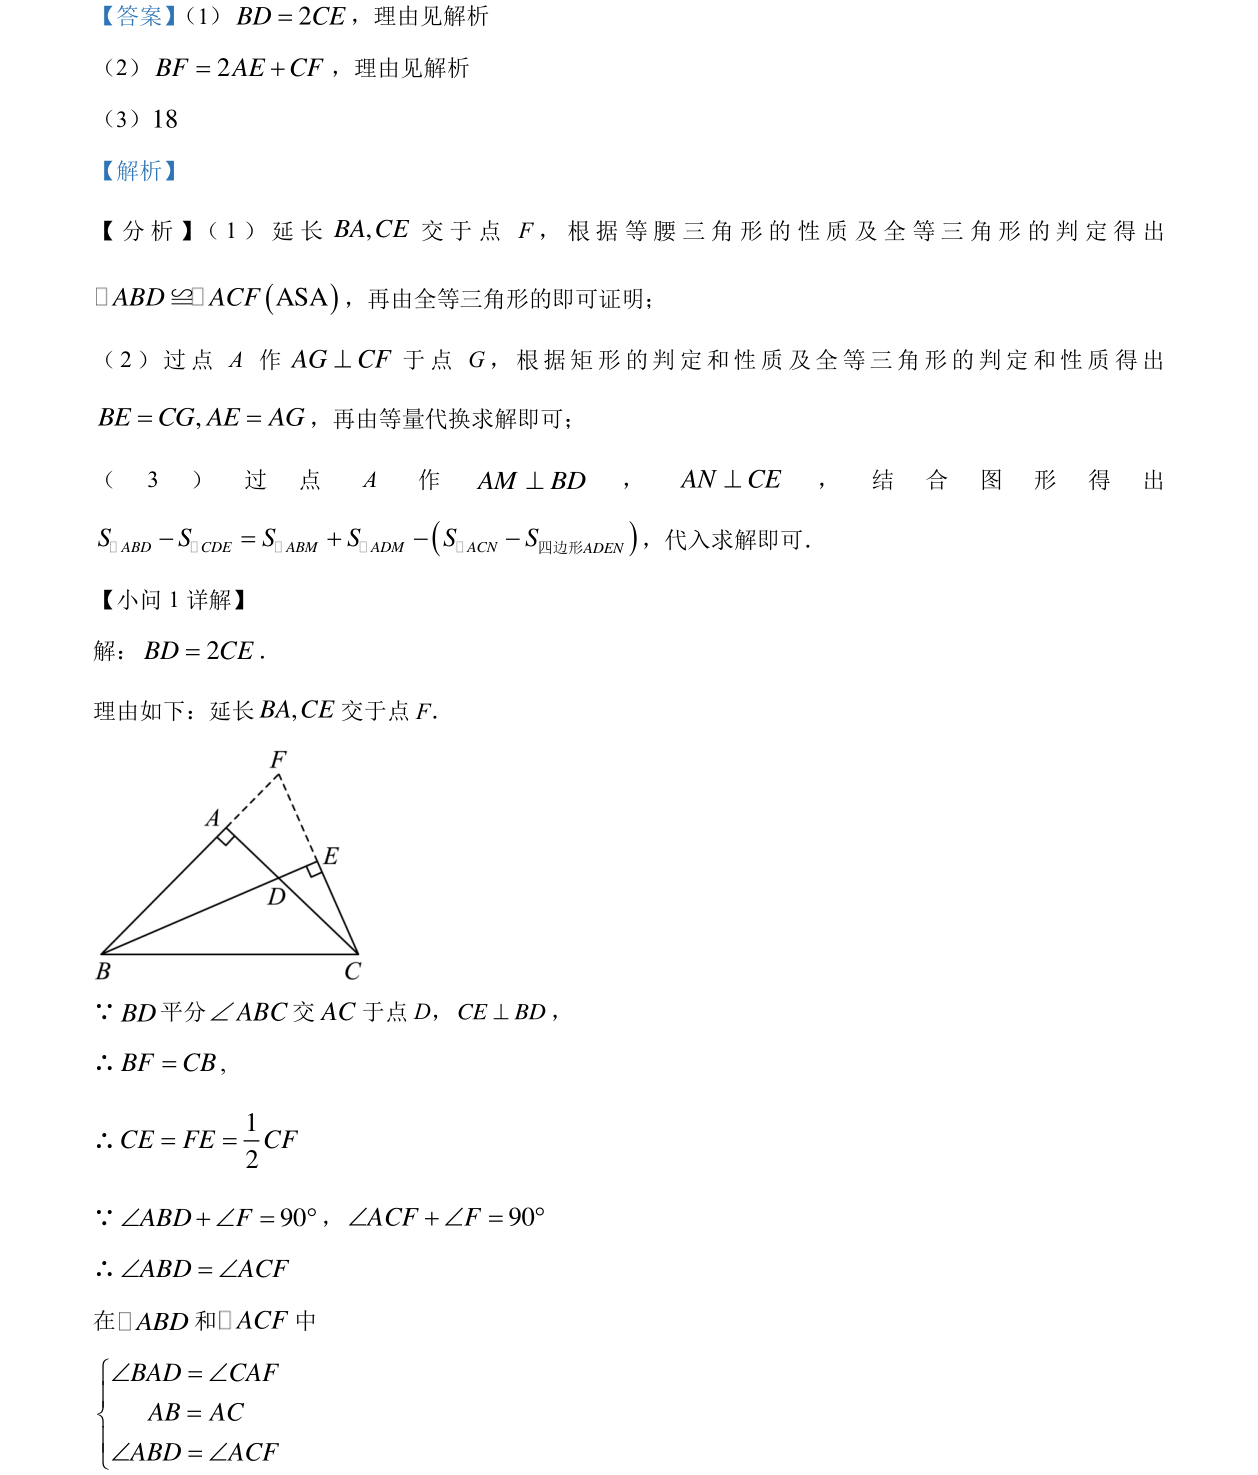 【答案】（1）BD = 2CE，理由见解析
（2）BF = 2AE + CF，理由见解析
（3）18
【解析】
【分析】（1）延长 BA, CE 交于点 F，根据等腰三角形的性质及全等三角形的判定得出
□ABD ≌ □ACF (ASA)，再由全等三角形的即可证明；
（2）过点 A 作 AG ⊥ CF 于点 G，根据矩形的判定和性质及全等三角形的判定和性质得出
BE = CG, AE = AG，再由等量代换求解即可；
（3）过点 A 作 AM ⊥ BD，AN ⊥ CE，结合图形得出
S□ABD − S□CDE = S□ABM + S□ADM − (S□ACN − S四边形ADEN)，代入求解即可．
【小问 1 详解】
解：BD = 2CE．
理由如下：延长 BA, CE 交于点 F．
F
A
E
D
B C
∵ BD 平分∠ABC 交 AC 于点 D，CE ⊥ BD，
∴ BF = CB，
∴ CE = FE = 1/2 CF
∵ ∠ABD + ∠F = 90°，∠ACF + ∠F = 90°
∴ ∠ABD = ∠ACF
在□ABD 和□ACF 中
{∠BAD = ∠CAF
AB = AC
∠ABD = ∠ACF